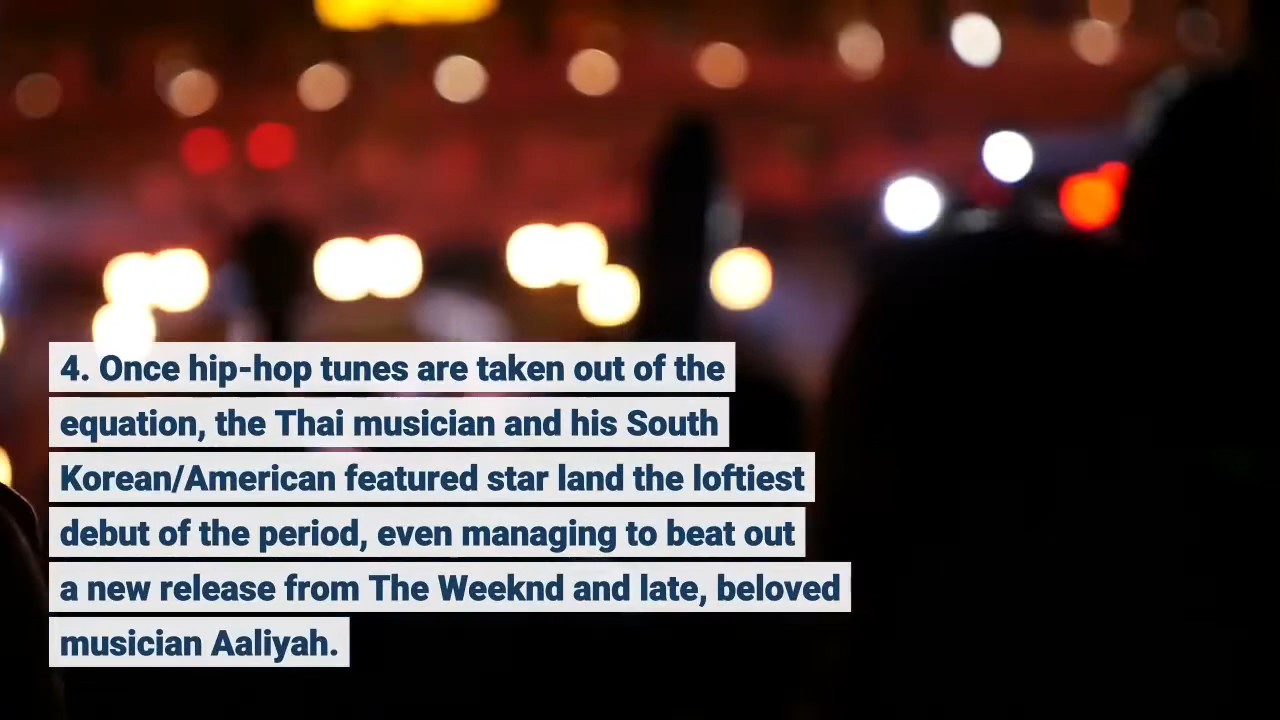 4. Once hip-hop tunes are taken out of the
equation, the Thai musician and his South
Korean/American featured star land the loftiest
debut of the period, even managing to beat out
a new release from The Weeknd and late, beloved
musician Aaliyah.